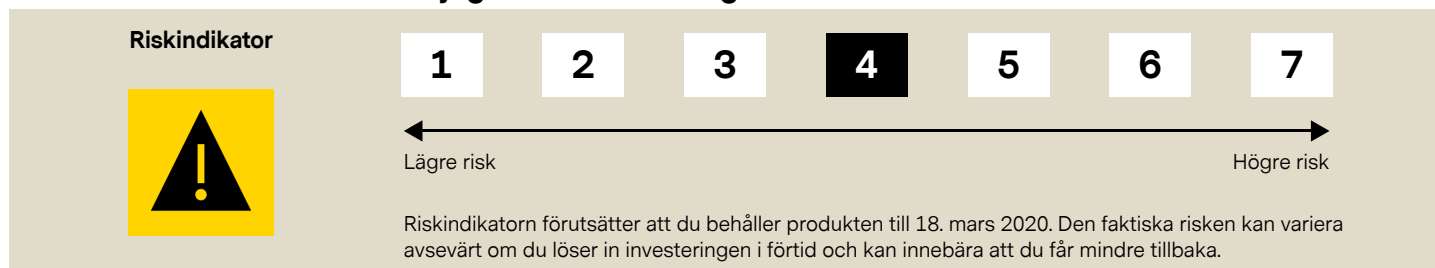 Riskindikator
1 2 3 4 5 6 7
Lägre risk Högre risk
Riskindikatorn förutsätter att du behåller produkten till 18. mars 2020. Den faktiska risken kan variera
avsevärt om du löser in investeringen i förtid och kan innebära att du får mindre tillbaka.